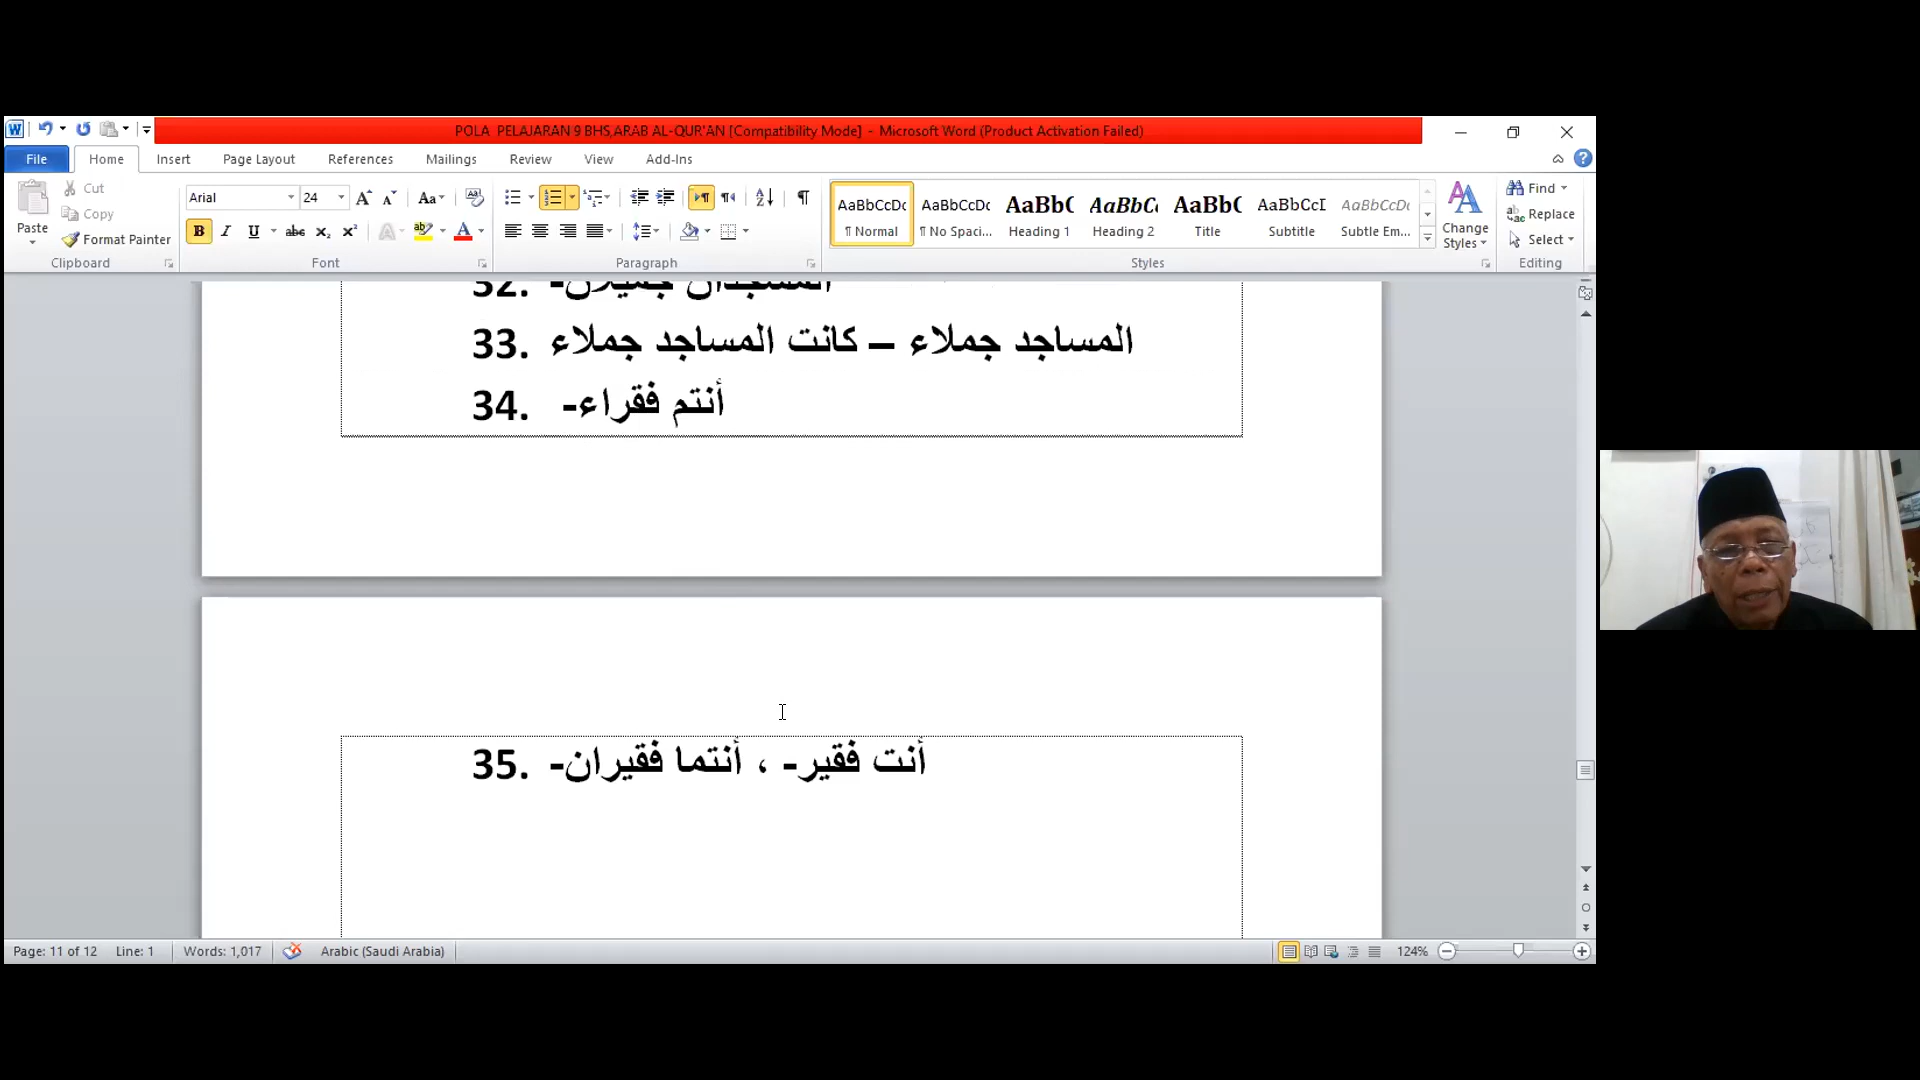 POLA PELAJARAN 9 BHS,ARAB AL-QUR'AN [Compatibility Mode] - Microsoft Word (Product Activation Failed)
File Home Insert Page Layout References Mailings Review View Add-Ins
Cut
Copy
Format Painter
Paste
Clipboard
Arial 24
Font
Paragraph
AaBbCcDc AaBbCcDc AaBbC AaBbC AaBbC AaBbCcI AaBbCcDc
¶ Normal ¶ No Spaci... Heading 1 Heading 2 Title Subtitle Subtle Em...
Styles
Change Styles
Find
Replace
Select
Editing
32. المسجدان جميلان-
33. المساجد جملاء – كانت المساجد جملاء
34. أنتم فقراء-
35. أنت فقير- ، أنتما فقيران-
Page: 11 of 12 Line: 1 Words: 1,017 Arabic (Saudi Arabia) 124%